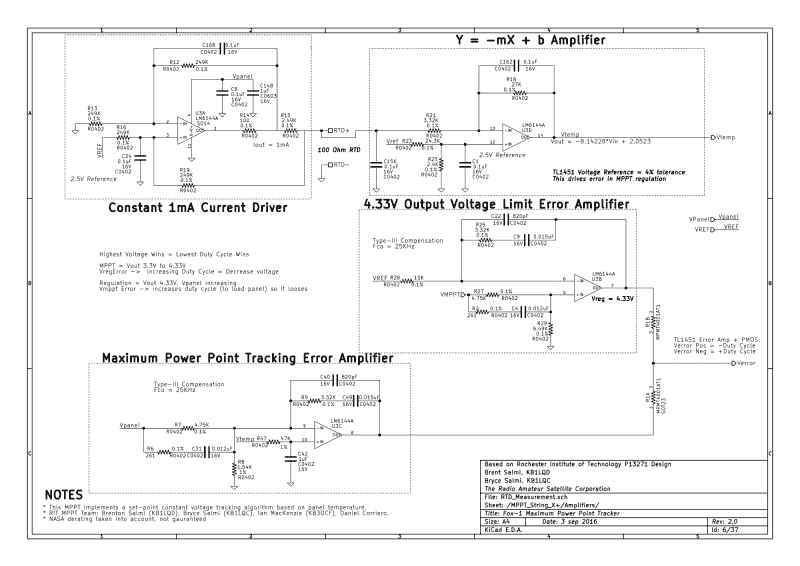 Constant 1mA Current Driver
C168 0.1uF
C0402 16V
R12 249K
R0402 0.1%
Vpanel
C8
0.1uF
16V
C0402
C148
1uF
C0603
16V
R13
249K
0.1%
R0402
R16
249K
0.1%
R0402
VREF
C24
0.1uF
16V
C0402
2.5V Reference
U3A
LM6144A
SO14
R14
100
0.1%
R0402
R15
2.49K
0.1%
R0402
Iout = 1mA
R19
249K
0.1%
R0402
RTD+
100 Ohm RTD
RTD-
Y = -mX + b Amplifier
C162 0.1uF
C0402 16V
R18
27K
0.1%
R0402
R21
3.32K
0.1%
R0402
Vref R23
24.3K
0.1%
R0402
C156
0.1uF
16V
C0402
R25
2.4K
0.1%
R0402
C1
0.1uF
16V
C0402
2.5V Reference
LM6144A
U3D
Vtemp
Vout = -8.14228*Vin + 2.0523
TL1451 Voltage Reference = 4% tolerance
This drives error in MPPT regulation
Vtemp
4.33V Output Voltage Limit Error Amplifier
C22 820pF
16V C0402
R26
3.32K
0.1%
R0402
C9 0.015uF
16V C0402
Type-III Compensation
Fco = 25KHz
VREF R28 10K
R0402 0.1%
VMPPT
R27 0.1%
4.75K R0402
R2 0.1% C4 0.012uF
261 R0402 16V C0402
R29
6.49K
0.1%
R0402
LM6144A
U3B
Vreg = 4.33V
VPanel Vpanel
VREF VREF
Highest Voltage Wins = Lowest Duty Cycle Wins
MPPT = Vout 3.3V to 4.33V
VregError -> Increasing Duty Cycle = Decrease voltage
Regulation = Vout 4.33V, Vpanel increasing
Vmppt Error -> increases duty cycle (to load panel) so it looses
R1B
MPMT4001AT1
TL1451 Error Amp + PMOS:
Verror Pos = -Duty Cycle
Verror Neg = +Duty Cycle
Verror
R1A
MPMT4001AT1
SOT23
Maximum Power Point Tracking Error Amplifier
C40 820pF
16V C0402
Type-III Compensation
Fco = 25KHz
R9 3.32K C49 0.015uF
R0402 0.1% 16V C0402
Vpanel
R7 4.75K
R0402 0.1%
R6 0.1% C31 0.012uF
261 R0402 C0402 16V
Vtemp R47 47K
R0402 1%
R8
1.54K
1%
R0402
C42
1uF
C0402
16V
LM6144A
U3C
NOTES
* This MPPT implements a set-point constant voltage tracking algorithm based on panel temperature.
* RIT MPPT Team: Brenton Salmi (KB1LQD), Bryce Salmi (KB1LQC), Ian MacKenzie (KB3OCF), Daniel Corriero.
* NASA derating taken into account, not gauranteed
Based on Rochester Institute of Technology P13271 Design
Brent Salmi, KB1LQD
Bryce Salmi, KB1LQC
The Radio Amateur Satellite Corporation
File: RTD_Measurement.sch
Sheet: /MPPT_String_X+/Amplifiers/
Title: Fox-1 Maximum Power Point Tracker
Size: A4 Date: 3 sep 2016 Rev: 2.0
KiCad E.D.A. Id: 6/37